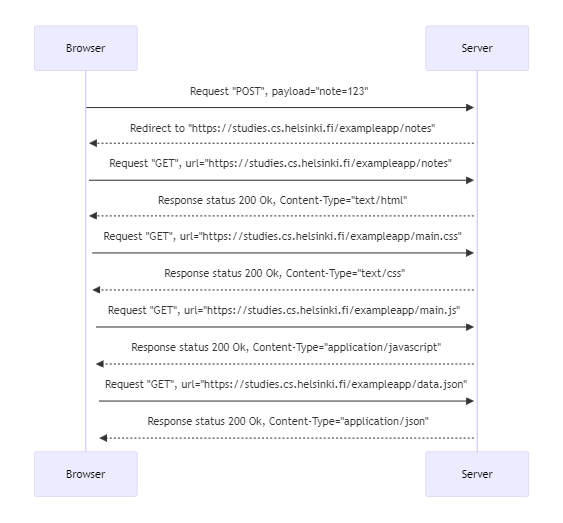 Browser
Server
Request "POST", payload="note=123"
Redirect to "https://studies.cs.helsinki.fi/exampleapp/notes"
Request "GET", url="https://studies.cs.helsinki.fi/exampleapp/notes"
Response status 200 Ok, Content-Type="text/html"
Request "GET", url="https://studies.cs.helsinki.fi/exampleapp/main.css"
Response status 200 Ok, Content-Type="text/css"
Request "GET", url="https://studies.cs.helsinki.fi/exampleapp/main.js"
Response status 200 Ok, Content-Type="application/javascript"
Request "GET", url="https://studies.cs.helsinki.fi/exampleapp/data.json"
Response status 200 Ok, Content-Type="application/json"
Browser
Server